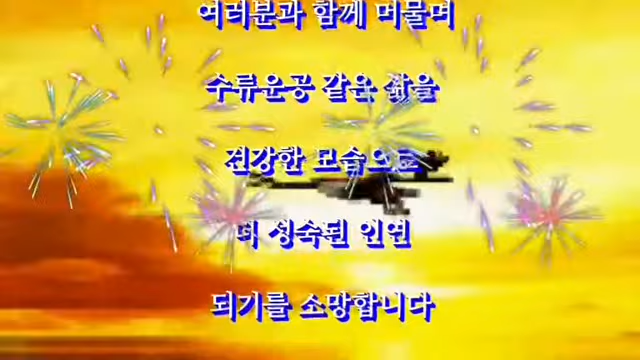 여러분과 함께 머물며
수류운공 같은 삶을
건강한 모습으로
더 성숙된 인연
되기를 소망합니다